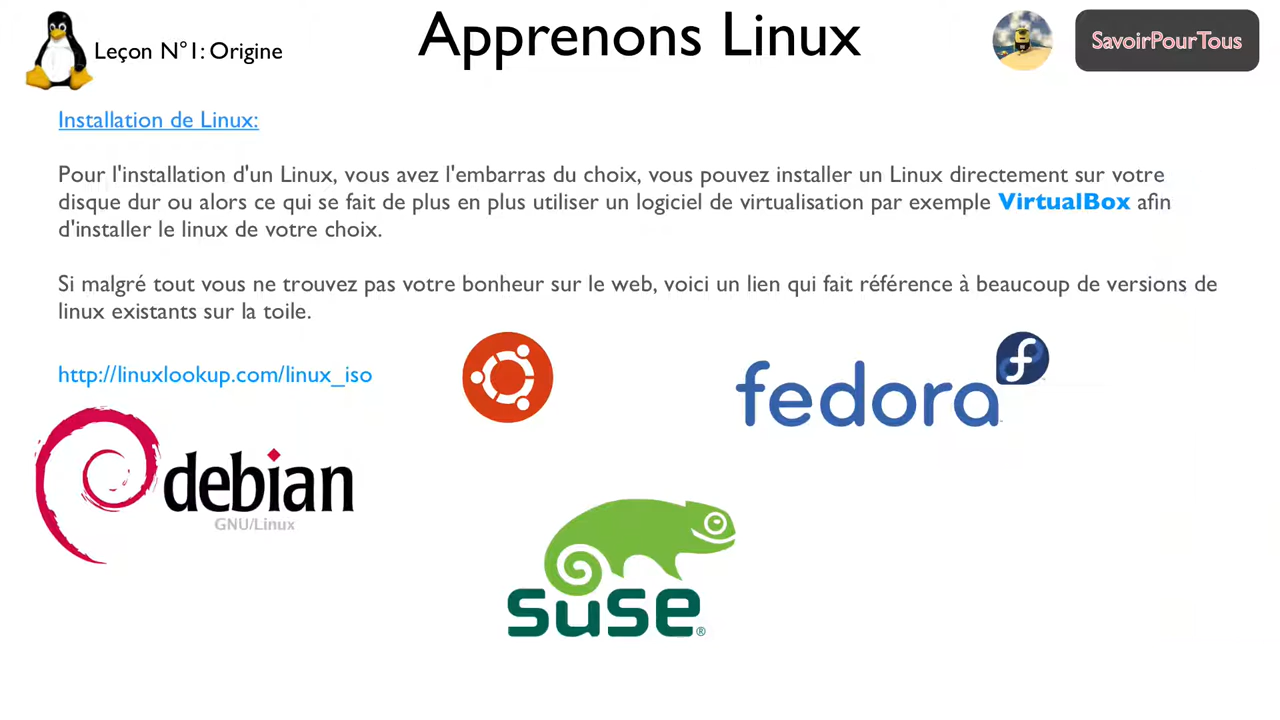 Leçon N°1: Origine
Apprenons Linux
SavoirPourTous
Installation de Linux:
Pour l'installation d'un Linux, vous avez l'embarras du choix, vous pouvez installer un Linux directement sur votre
disque dur ou alors ce qui se fait de plus en plus utiliser un logiciel de virtualisation par exemple VirtualBox afin
d'installer le linux de votre choix.
Si malgré tout vous ne trouvez pas votre bonheur sur le web, voici un lien qui fait référence à beaucoup de versions de
linux existants sur la toile.
http://linuxlookup.com/linux_iso
fedora
debian
GNU/Linux
suse®